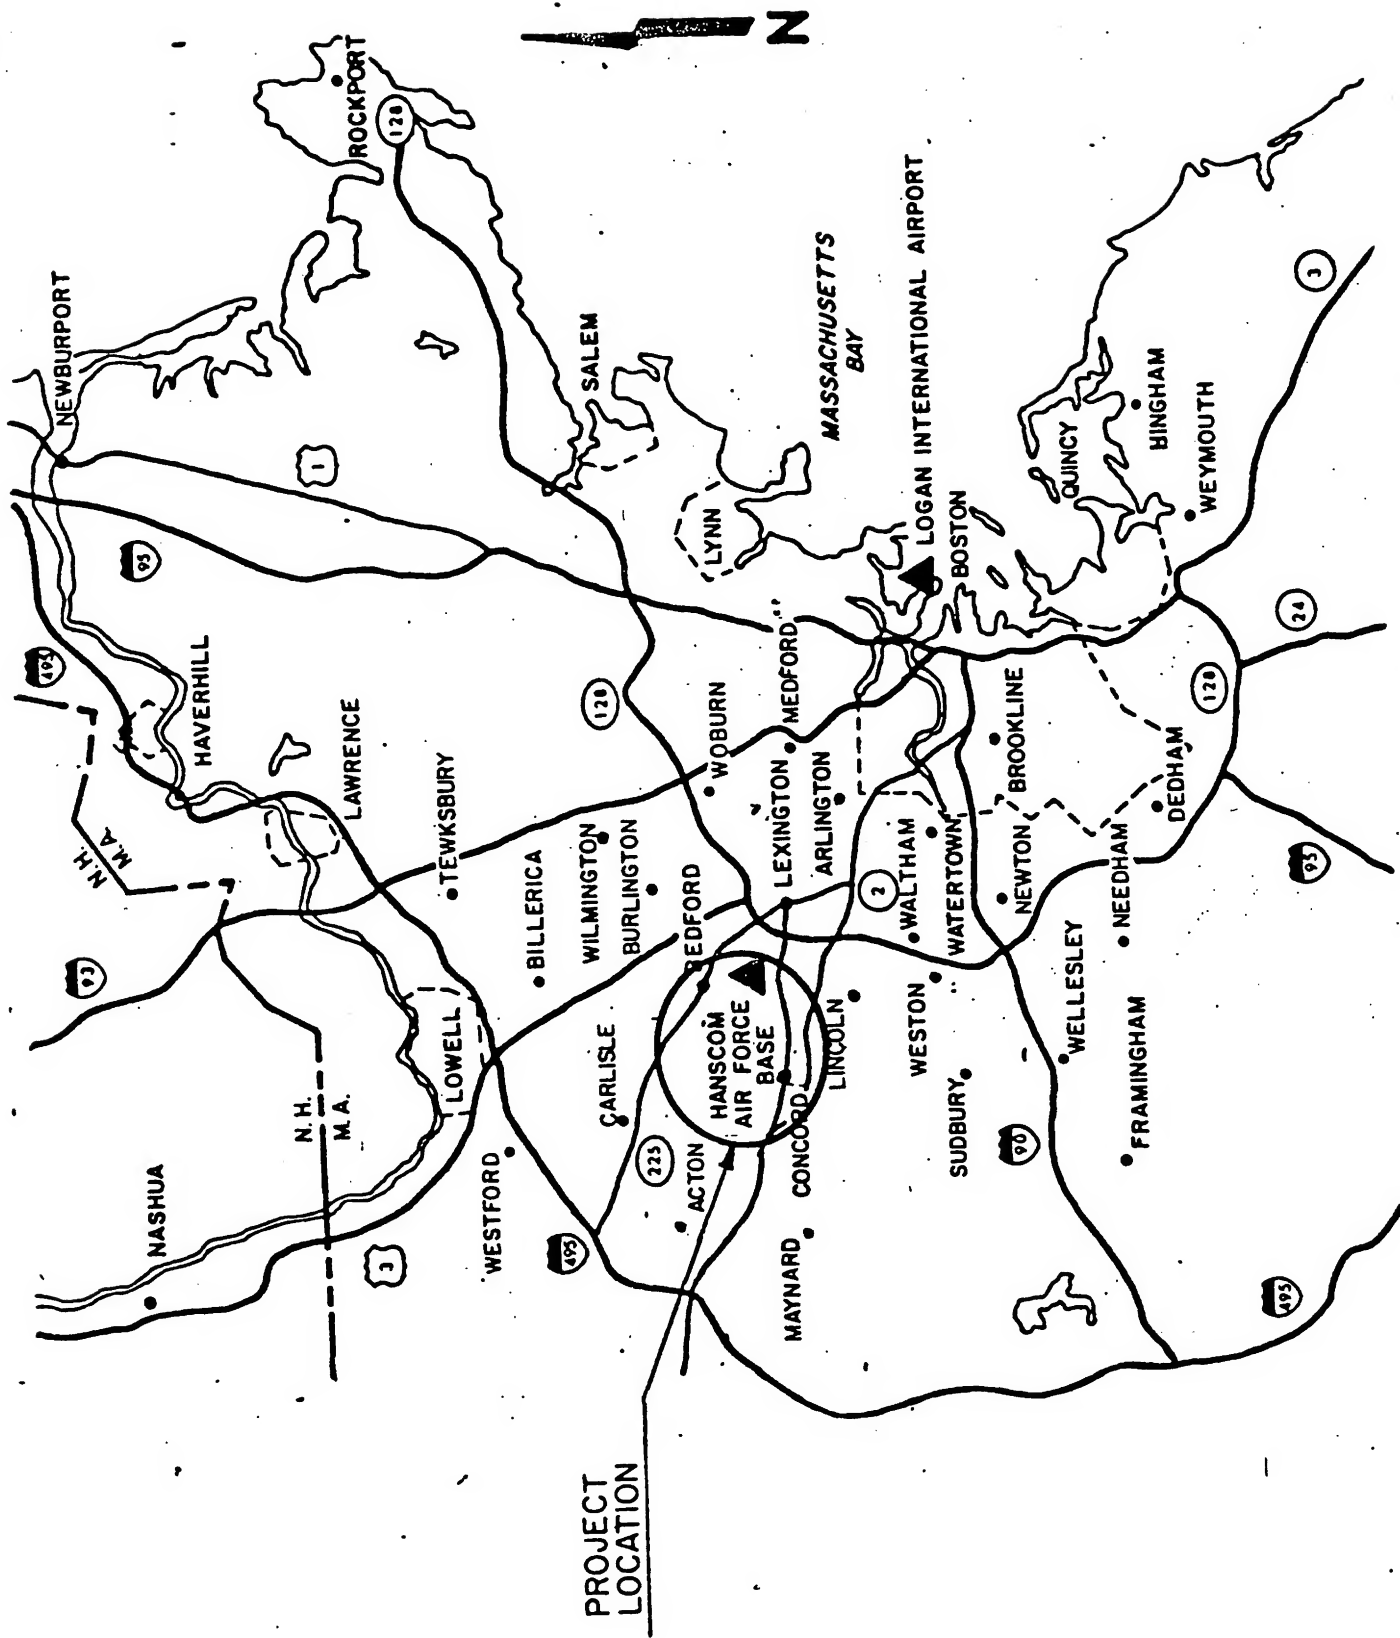 495
NEWBURPORT
93
N.H.
M.A.
95
NASHUA
HAVERHILL
N.H.
M.A.
1
LAWRENCE
ROCKPORT
3
128
LOWELL
TEWKSBURY
WESTFORD
BILLERICA
495
WILMINGTON
SALEM
PROJECT
LOCATION
CARLISLE
BURLINGTON
128
225
BEDFORD
ACTON
LYNN
HANSCOM
AIR FORCE
BASE
WOBURN
LEXINGTON
MEDFORD
MAYNARD
CONCORD
ARLINGTON
MASSACHUSETTS
BAY
LINCOLN
2
WALTHAM
LOGAN INTERNATIONAL AIRPORT
WESTON
WATERTOWN
BOSTON
SUDBURY
90
NEWTON
BROOKLINE
WELLESLEY
QUINCY
FRAMINGHAM
NEEDHAM
DEDHAM
BINGHAM
WEYMOUTH
128
495
95
24
3
N